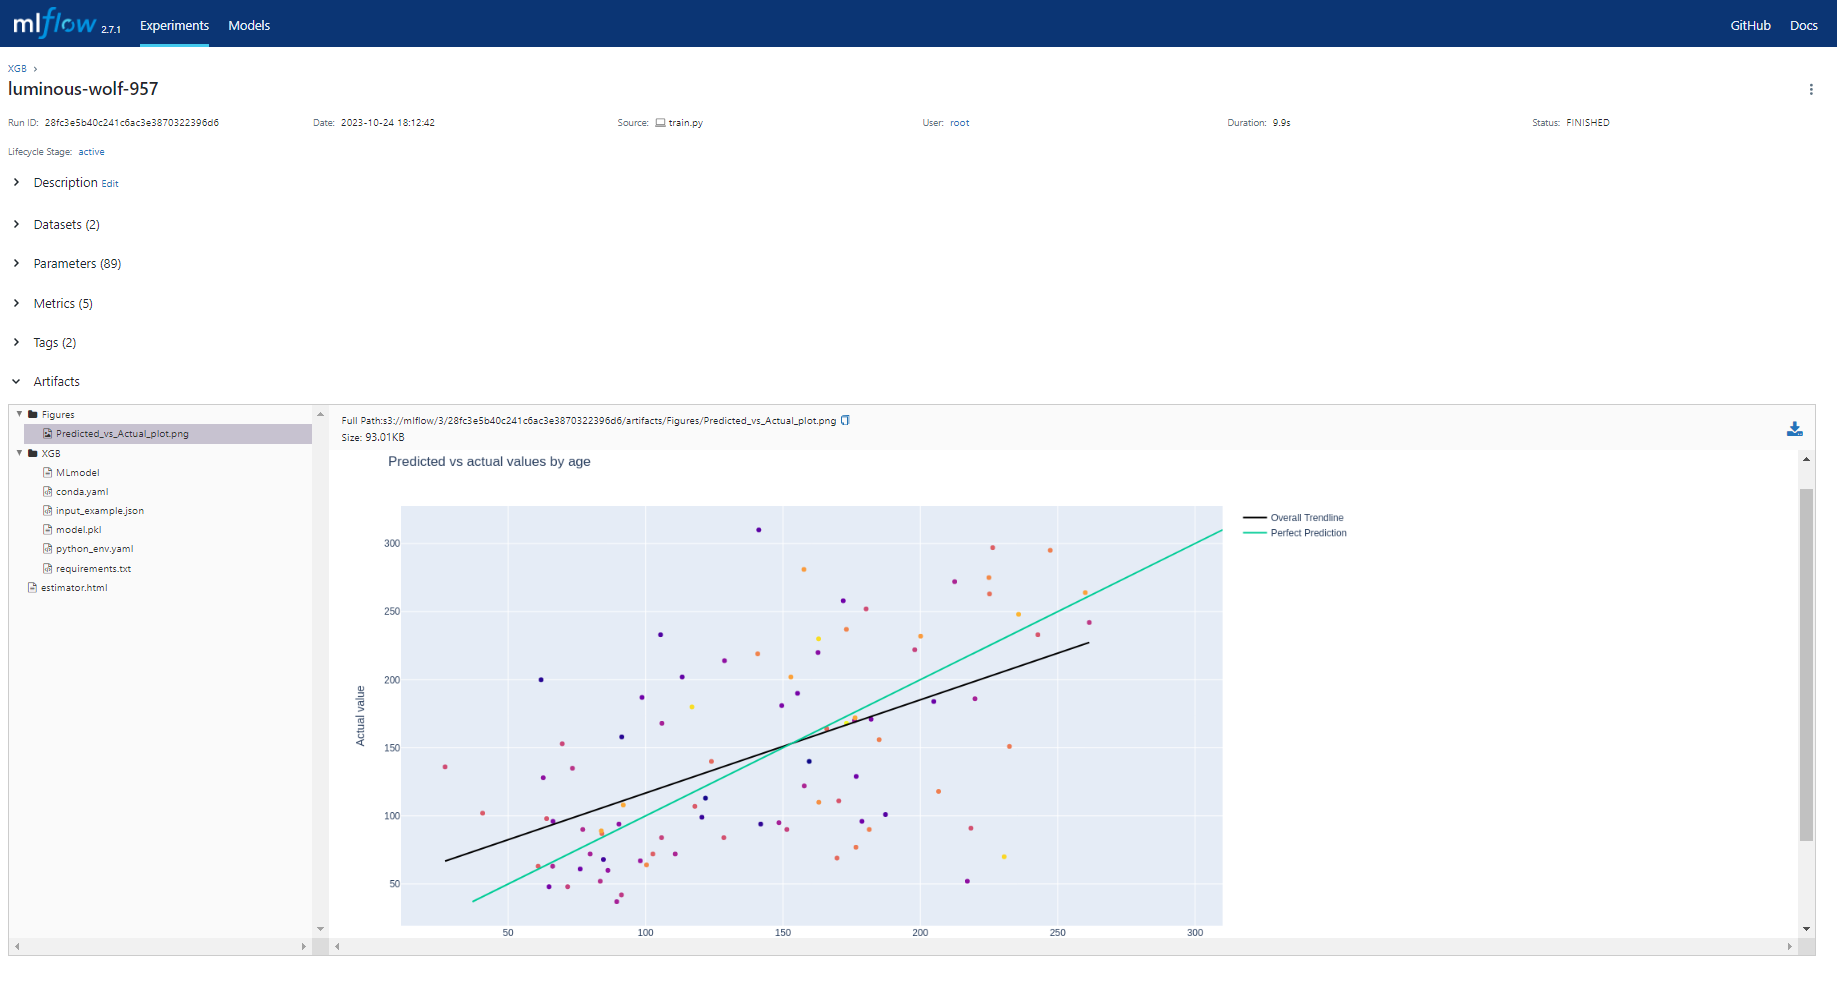 mlflow 2.7.1 Experiments Models GitHub Docs
XGB
luminous-wolf-957
Run ID: 28fc3e5b40c241c6ac3e3870322396d6 Date: 2023-10-24 18:12:42 Source: train.py User: root Duration: 9.9s Status: FINISHED
Lifecycle Stage: active
Description Edit
Datasets (2)
Parameters (89)
Metrics (5)
Tags (2)
Artifacts
Figures
Predicted_vs_Actual_plot.png
XGB
MLmodel
conda.yaml
input_example.json
model.pkl
python_env.yaml
requirements.txt
estimator.html
Full Path:s3://mlflow/3/28fc3e5b40c241c6ac3e3870322396d6/artifacts/Figures/Predicted_vs_Actual_plot.png
Size: 93.01KB
Predicted vs actual values by age
Overall Trendline
Perfect Prediction
Actual value
300
250
200
150
100
50
50 100 150 200 250 300